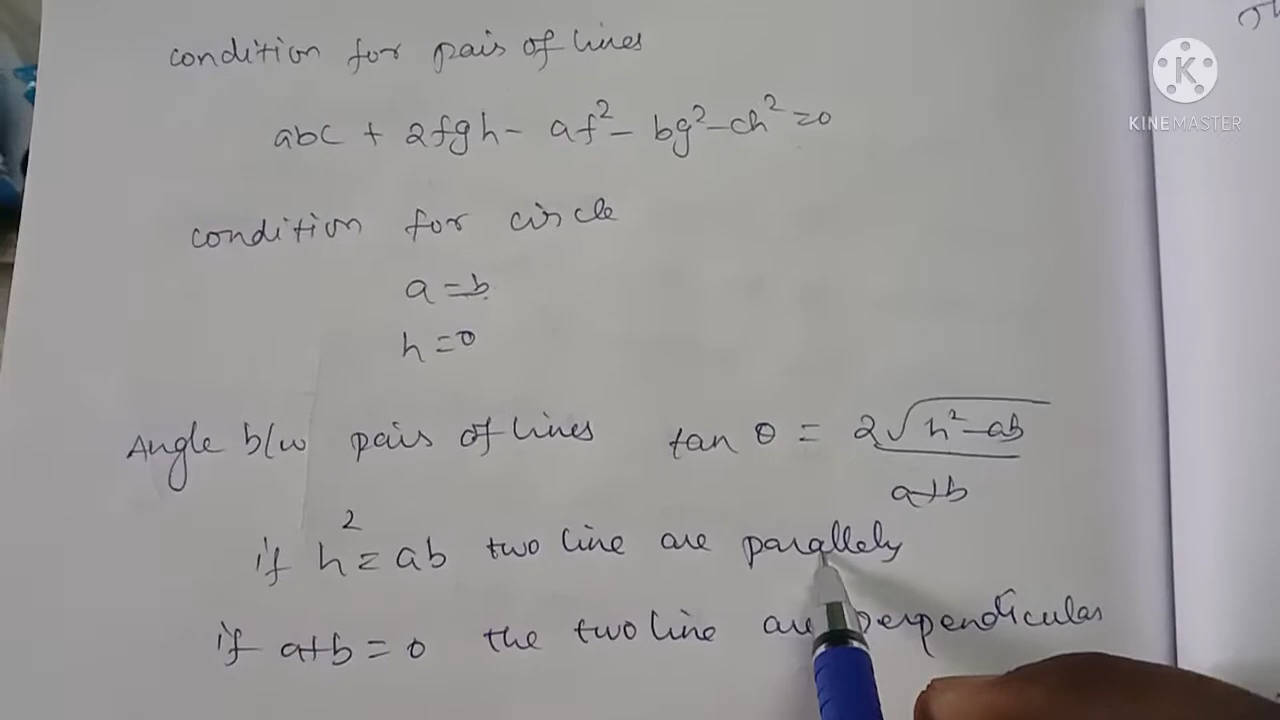 condition for pair of lines
abc + 2fgh - af² - bg² - ch² = 0
condition for circle
a = b
h = 0
Angle b/w pair of lines tan θ = 2√(h² - ab) / a+b
if h² = ab two line are parallely
if a+b = 0 the two line are perpendicular
K
KINEMASTER